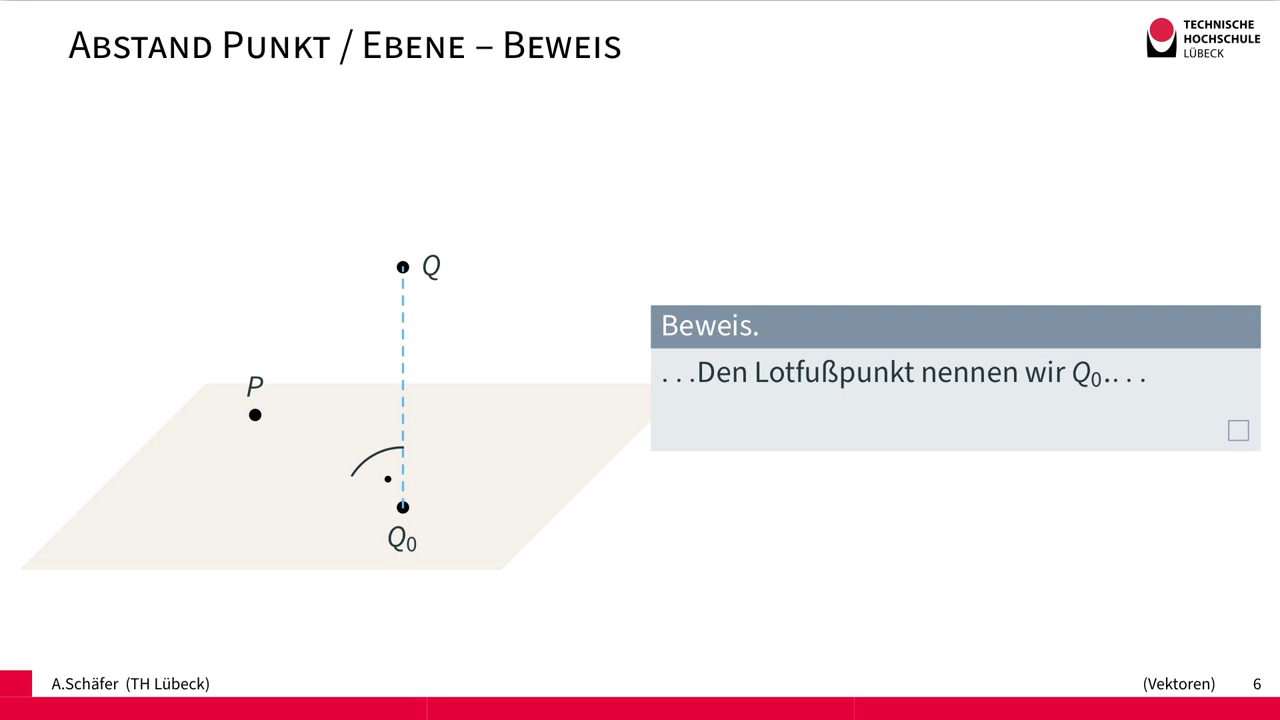 Abstand Punkt / Ebene – Beweis
TECHNISCHE
HOCHSCHULE
LÜBECK
Q
P
Q₀
Beweis.
. . .Den Lotfußpunkt nennen wir Q₀.. . .
A.Schäfer (TH Lübeck)
(Vektoren)
6